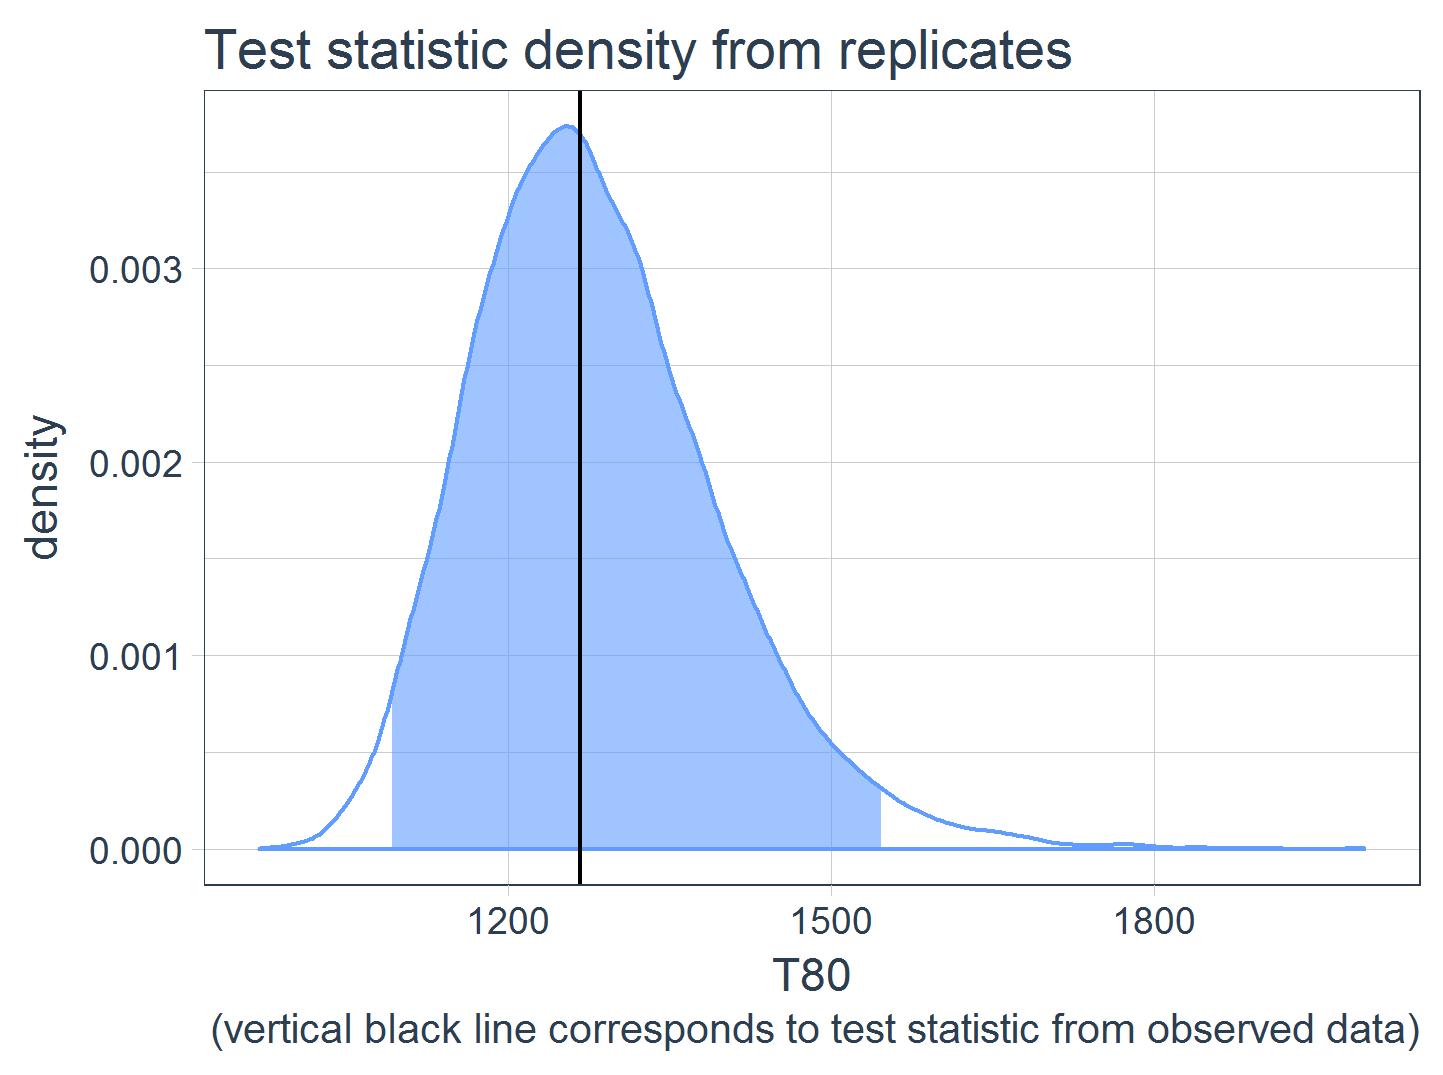 Test statistic density from replicates
density
0.003
0.002
0.001
0.000
1200 1500 1800
T80
(vertical black line corresponds to test statistic from observed data)